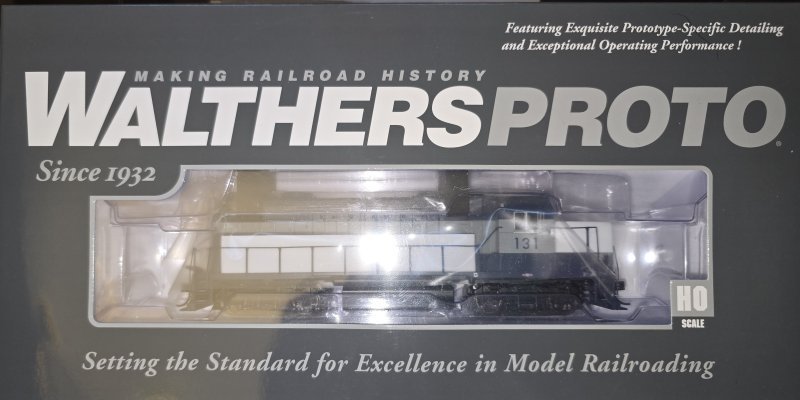 Featuring Exquisite Prototype-Specific Detailing
and Exceptional Operating Performance !
MAKING RAILROAD HISTORY
WALTHERSPROTO®
Since 1932
131
HO
SCALE
Setting the Standard for Excellence in Model Railroading